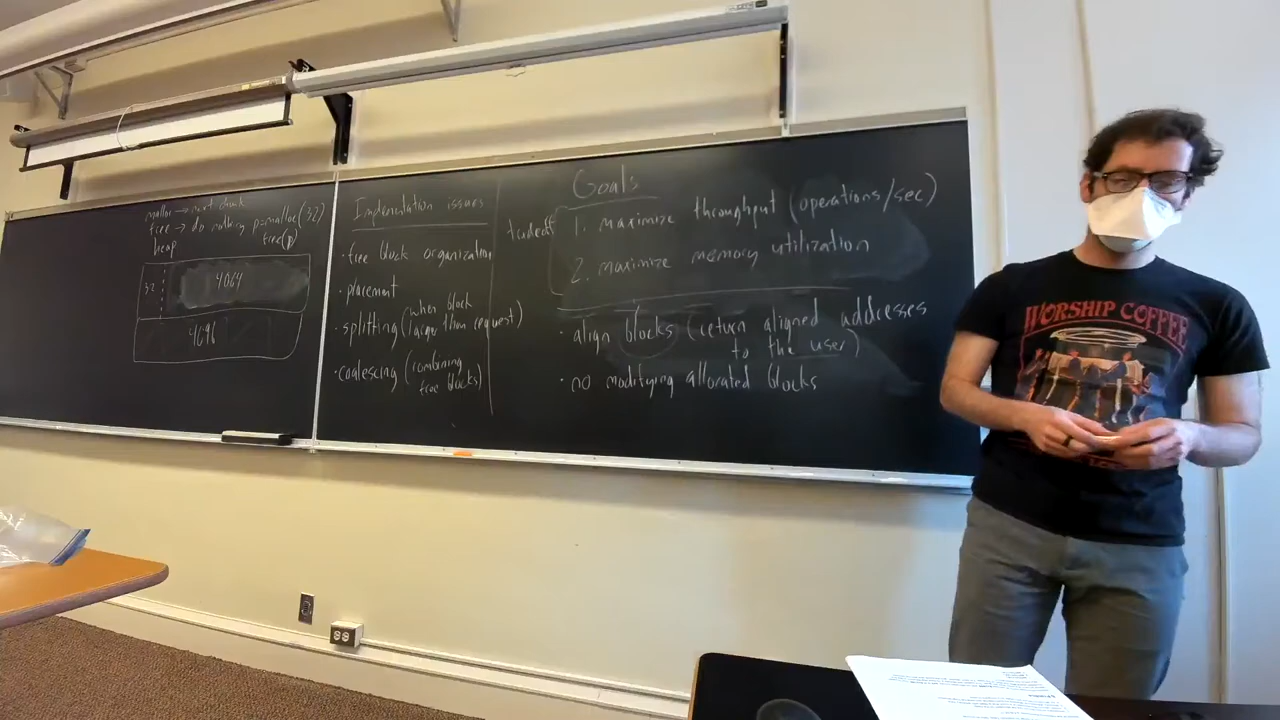 malloc → next chunk
free → do nothing p=malloc(32)
free(p)
heap
32
4064
4096
Implementation issues
• free block organization
• placement
• splitting (when block
larger than request)
• coalescing (combining
free blocks)
Goals
tradeoff
1. maximize throughput (operations/sec)
2. maximize memory utilization
• align blocks (return aligned addresses
to the user)
• no modifying allocated blocks
WORSHIP COFFEE